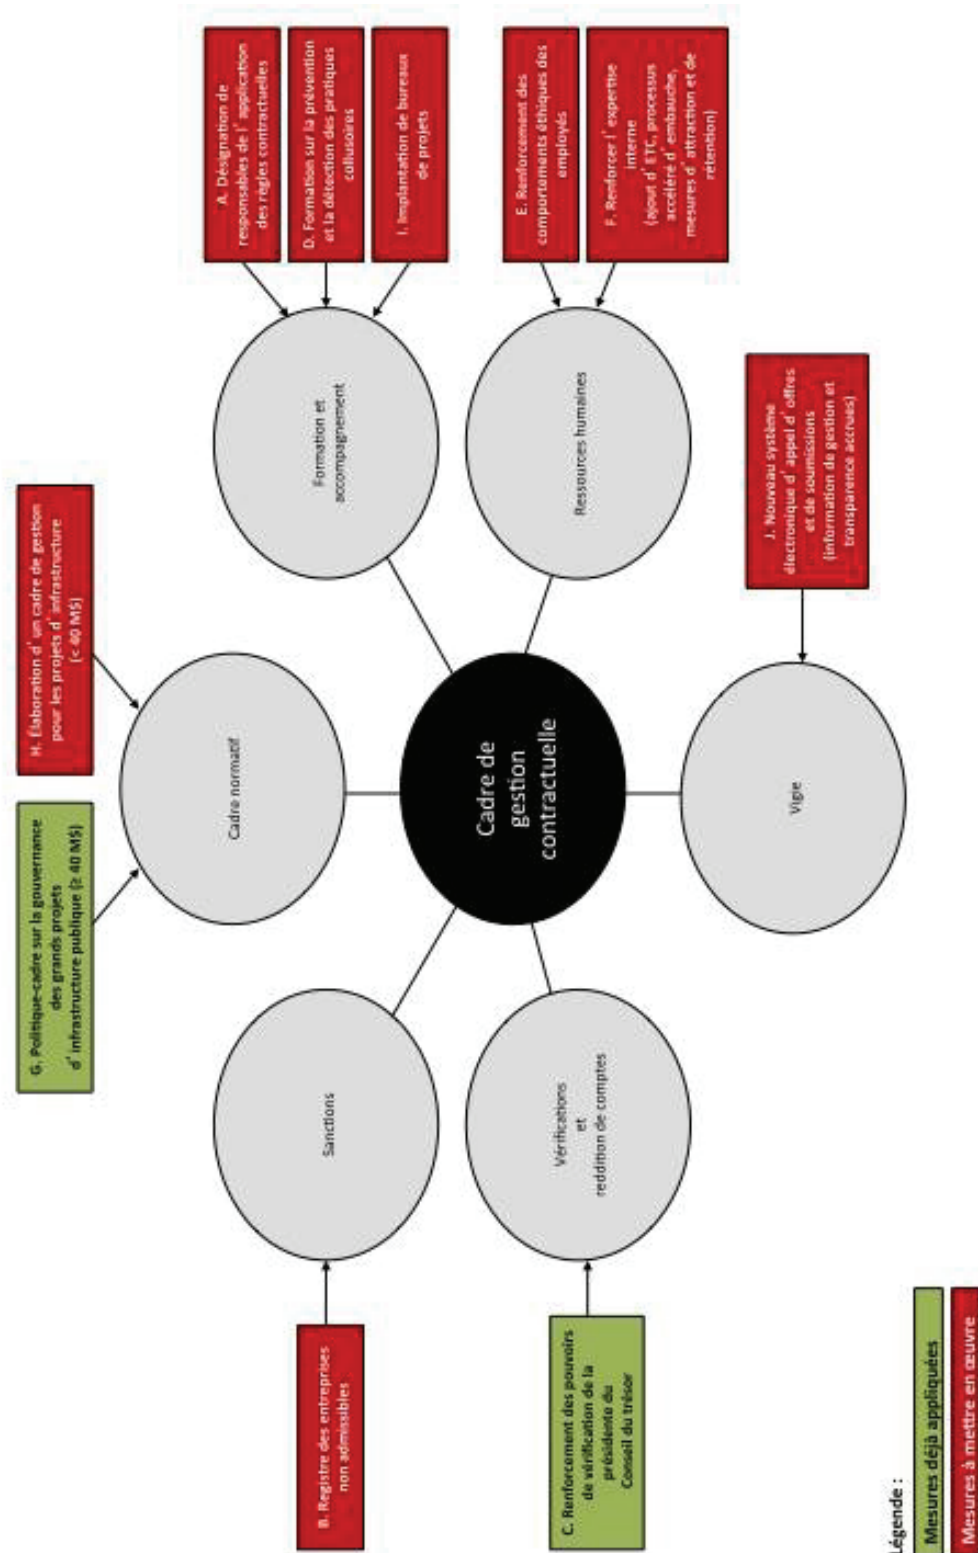 G. Politique-cadre sur la gouvernance
des grands projets
d'infrastructure publique (≥ 40 M$)
H. Élaboration d'un cadre de gestion
pour les projets d'infrastructure
(< 40 M$)
B. Registre des entreprises
non admissibles
Sanctions
Cadre normatif
Formation et
accompagnement
A. Désignation de
responsables de l'application
des règles contractuelles
D. Formation sur la prévention
et la détection des pratiques
collusoires
I. Implantation de bureaux
de projets
Cadre de
gestion
contractuelle
C. Renforcement des pouvoirs
de vérification de la
présidente du
Conseil du trésor
Vérifications
et
reddition de comptes
Vigie
Ressources humaines
E. Renforcement des
comportements éthiques des
employés
F. Renforcer l'expertise
interne
(ajout d'ETC, processus
accéléré d'embauche,
mesures d'attraction et de
rétention)
J. Nouveau système
électronique d'appel d'offres
et de soumissions
(information de gestion et
transparence accrues)
Légende :
Mesures déjà appliquées
Mesures à mettre en œuvre